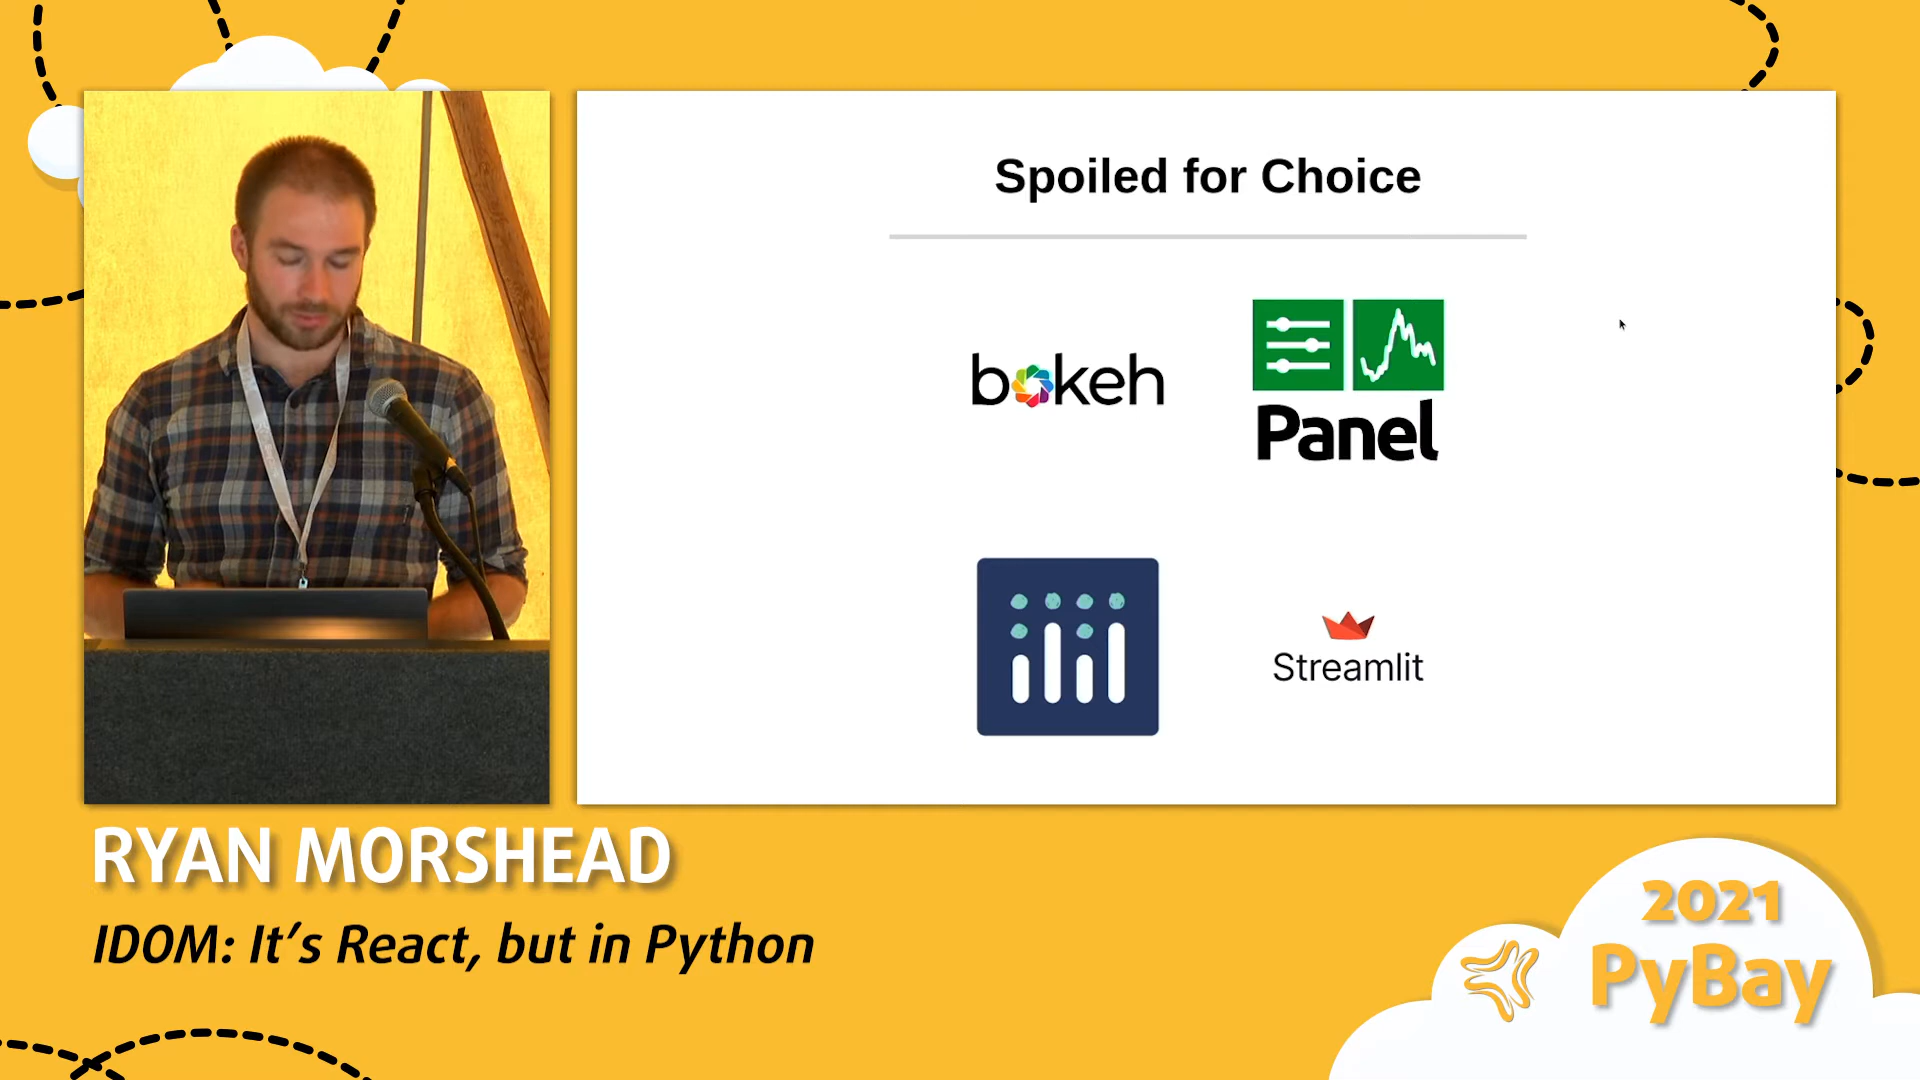 Spoiled for Choice
bokeh
Panel
Streamlit
RYAN MORSHEAD
IDOM: It's React, but in Python
2021
PyBay